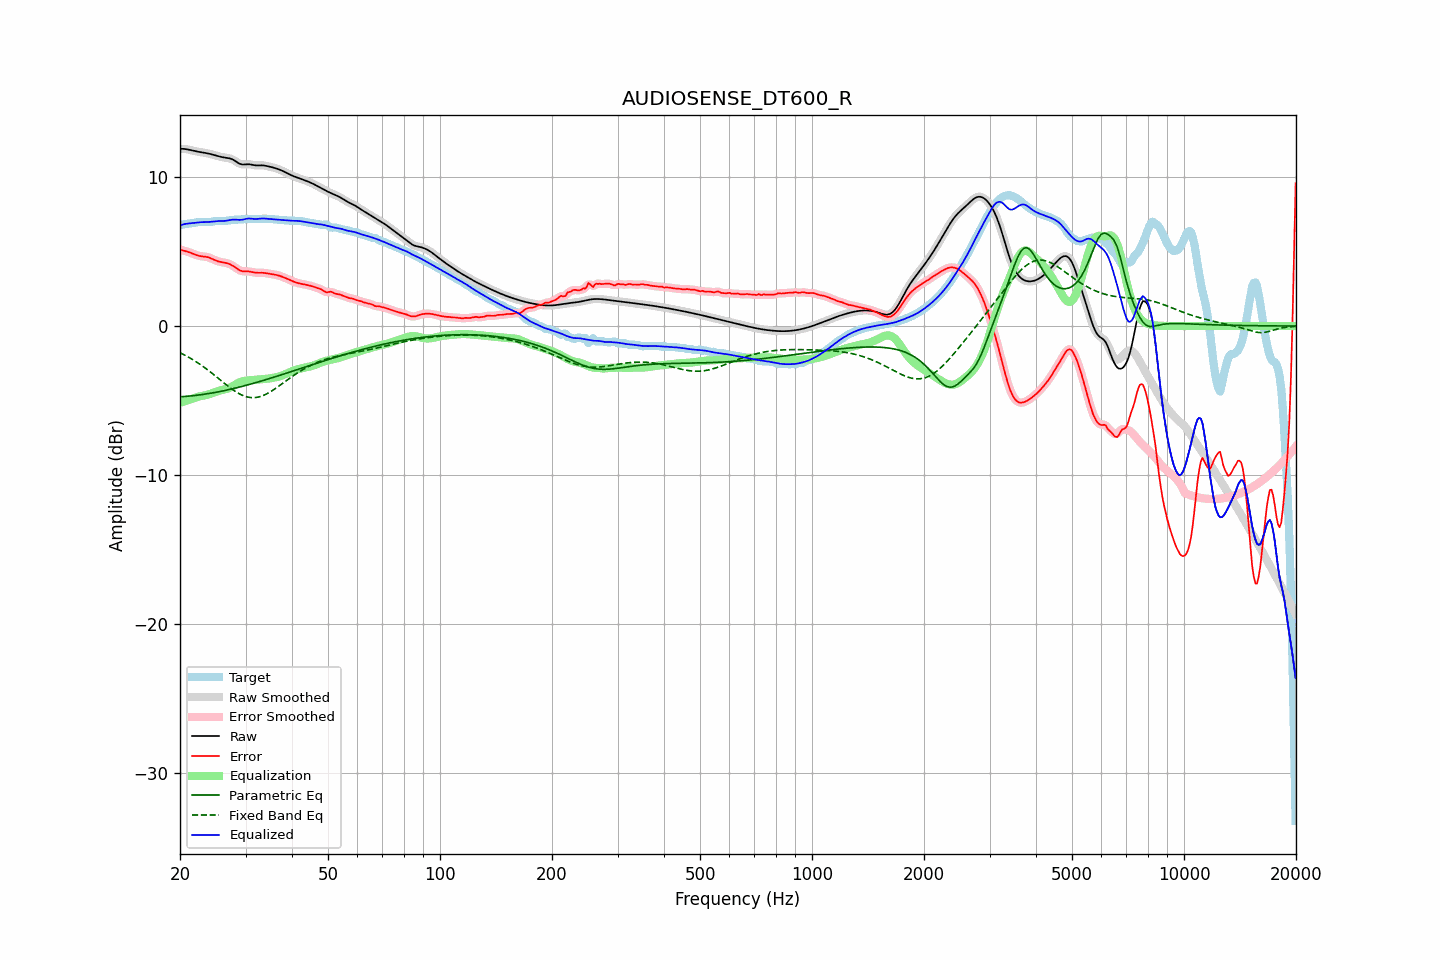 AUDIOSENSE_DT600_R
Amplitude (dBr)
10
0
−10
−20
−30
Target
Raw Smoothed
Error Smoothed
Raw
Error
Equalization
Parametric Eq
Fixed Band Eq
Equalized
20 50 100 200 500 1000 2000 5000 10000 20000
Frequency (Hz)